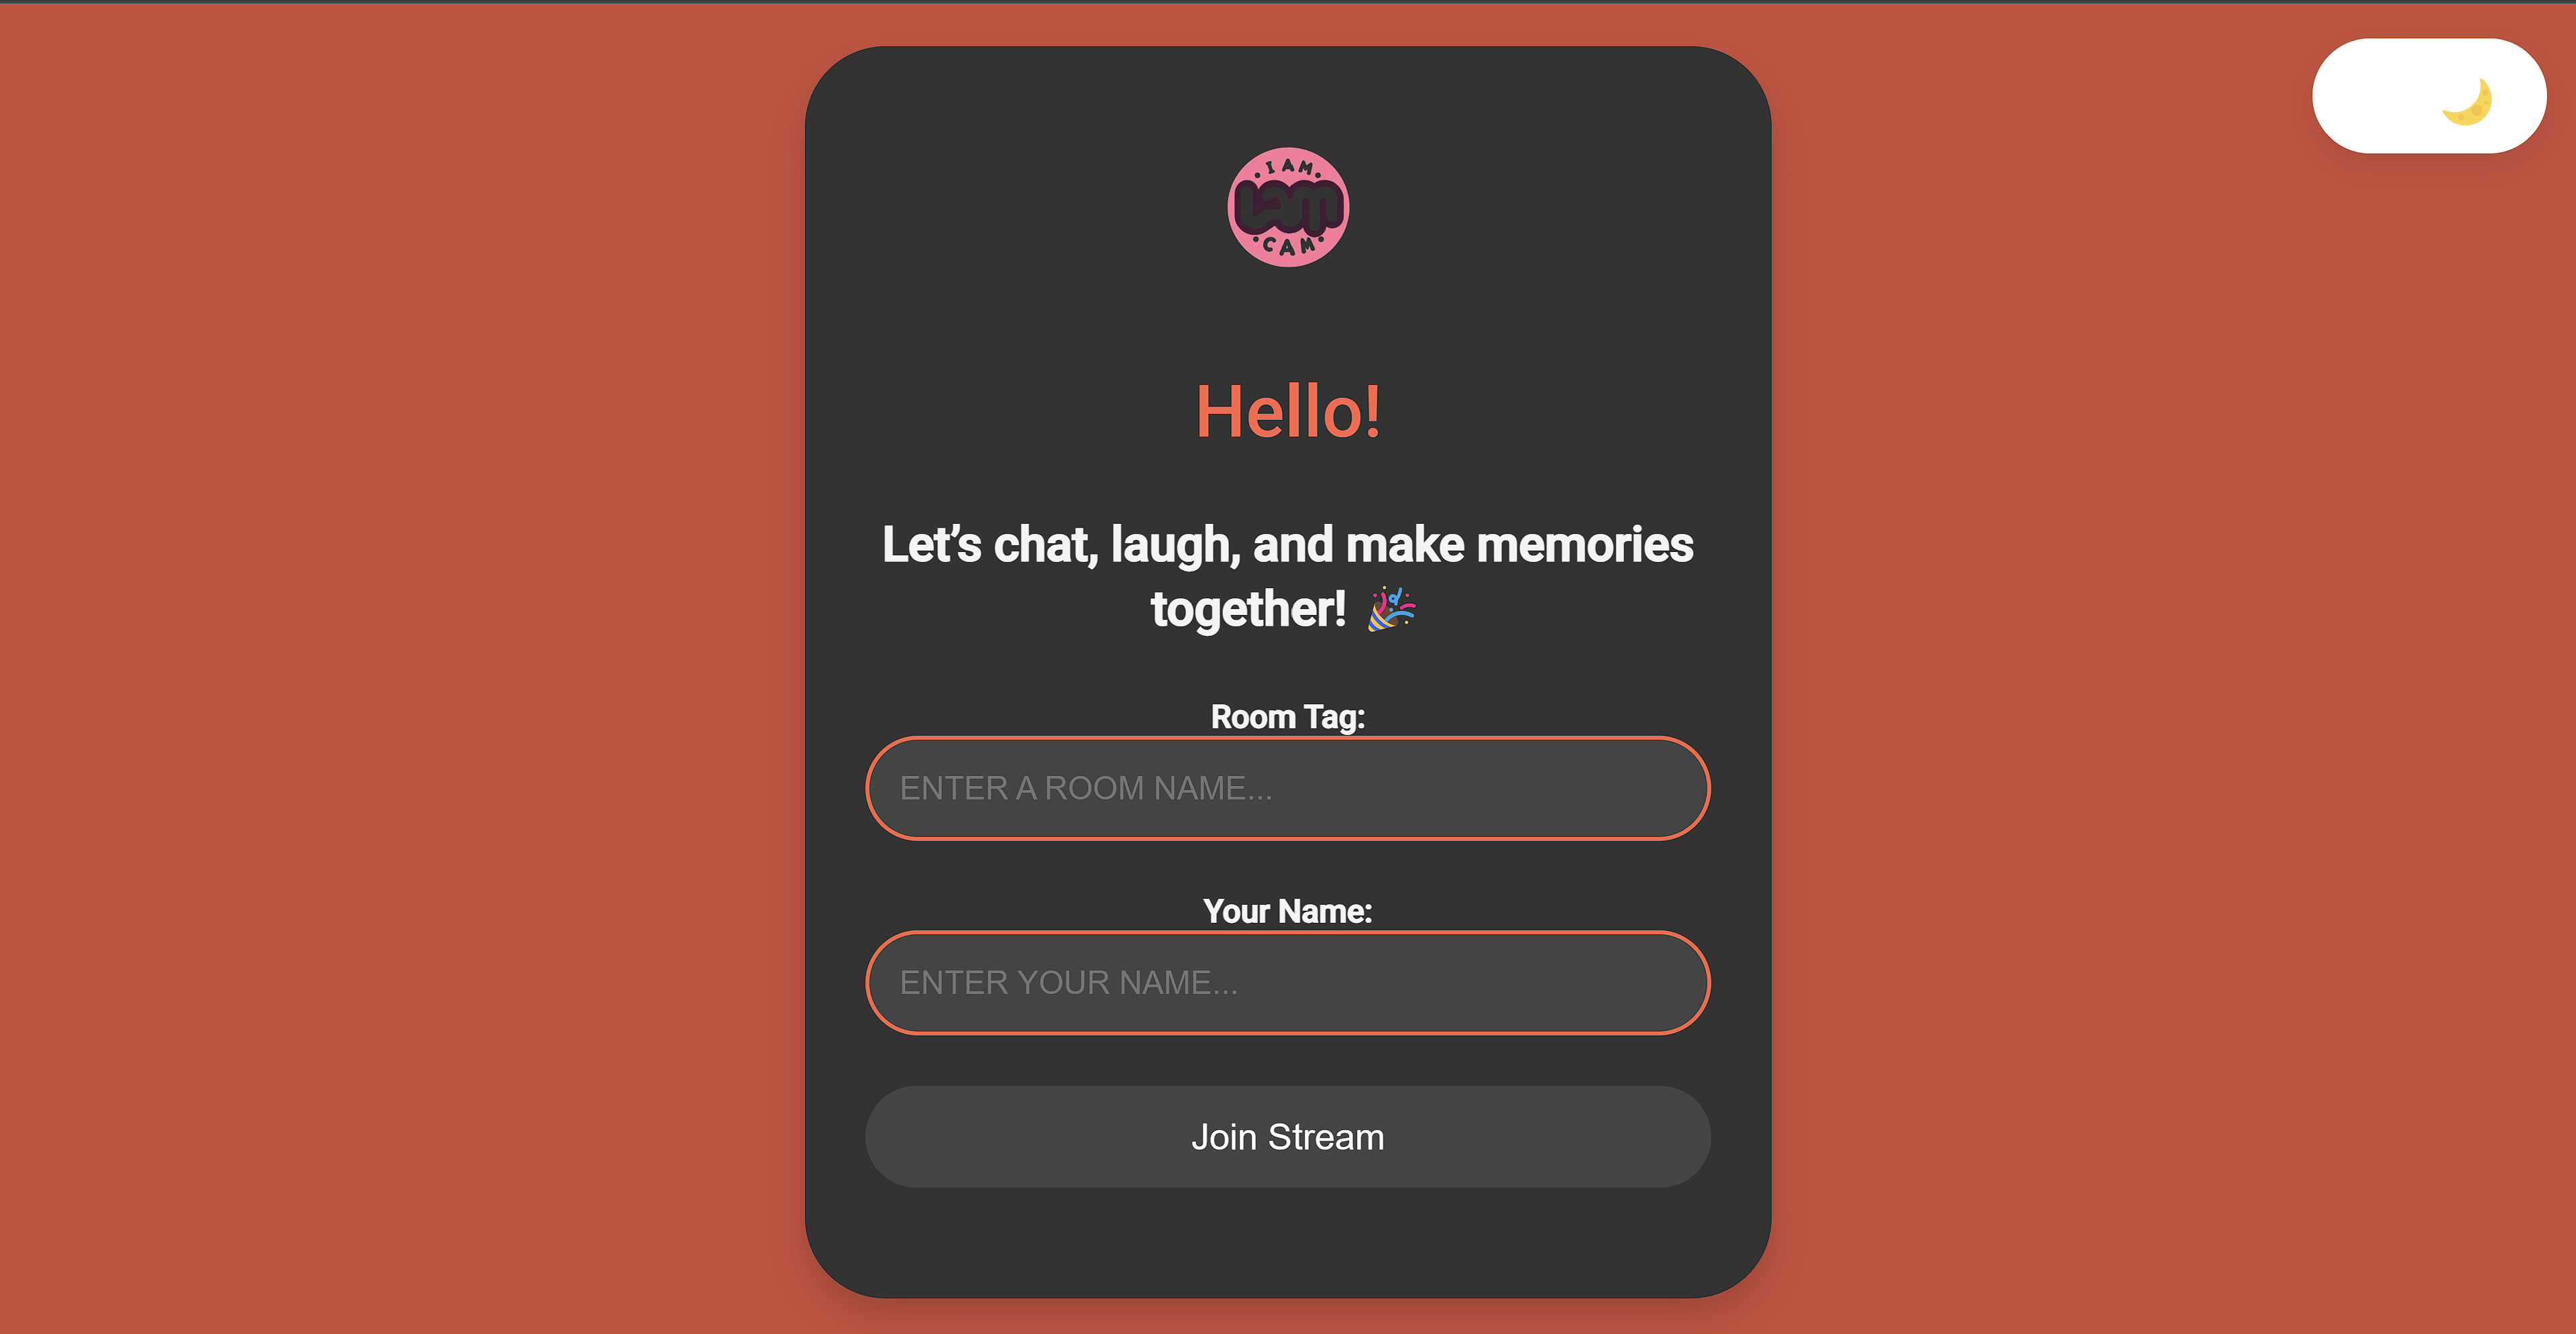 I AM
Lam
CAM
Hello!
Let’s chat, laugh, and make memories
together! 🎉
Room Tag:
ENTER A ROOM NAME...
Your Name:
ENTER YOUR NAME...
Join Stream